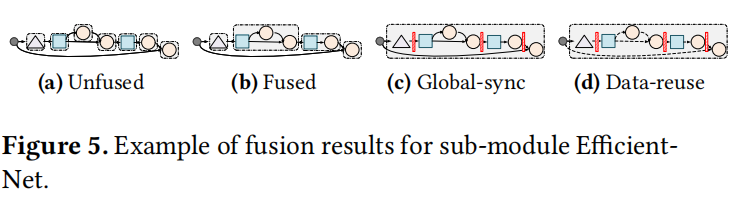 (a) Unfused (b) Fused (c) Global-sync (d) Data-reuse
Figure 5. Example of fusion results for sub-module Efficient-
Net.